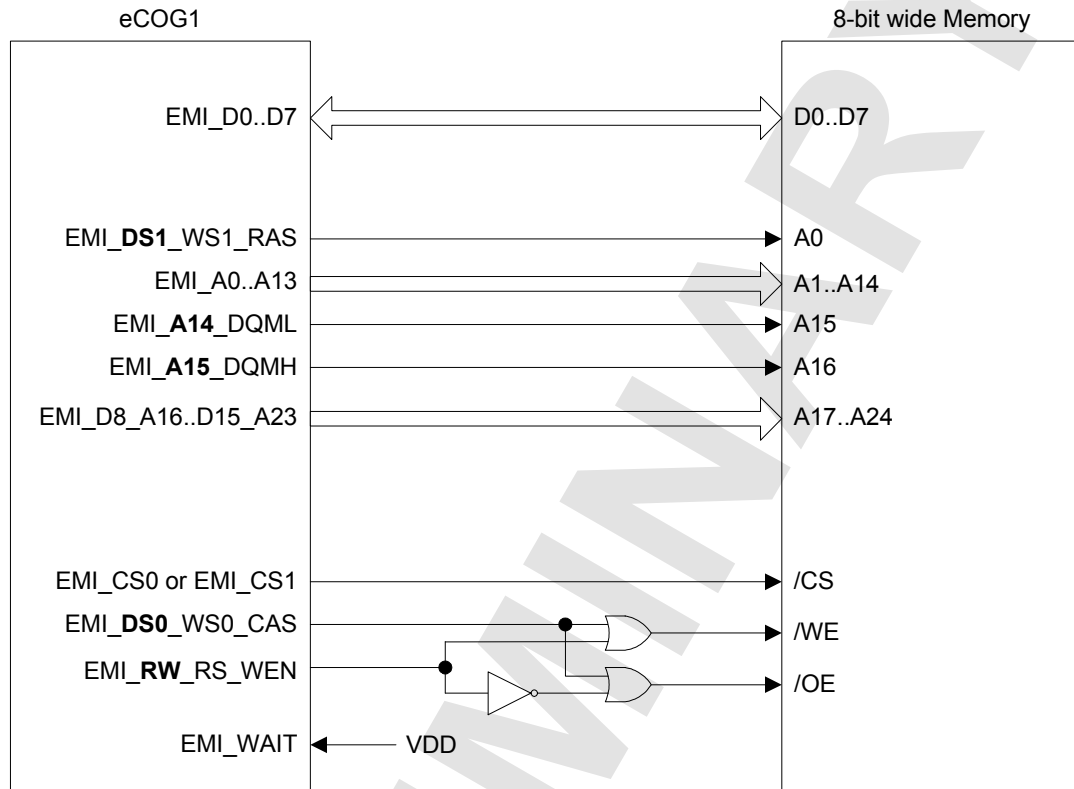 eCOG1 8-bit wide Memory
EMI_D0..D7 D0..D7
EMI_DS1_WS1_RAS A0
EMI_A0..A13 A1..A14
EMI_A14_DQML A15
EMI_A15_DQMH A16
EMI_D8_A16..D15_A23 A17..A24
EMI_CS0 or EMI_CS1 /CS
EMI_DS0_WS0_CAS /WE
EMI_RW_RS_WEN /OE
EMI_WAIT VDD
MINARY